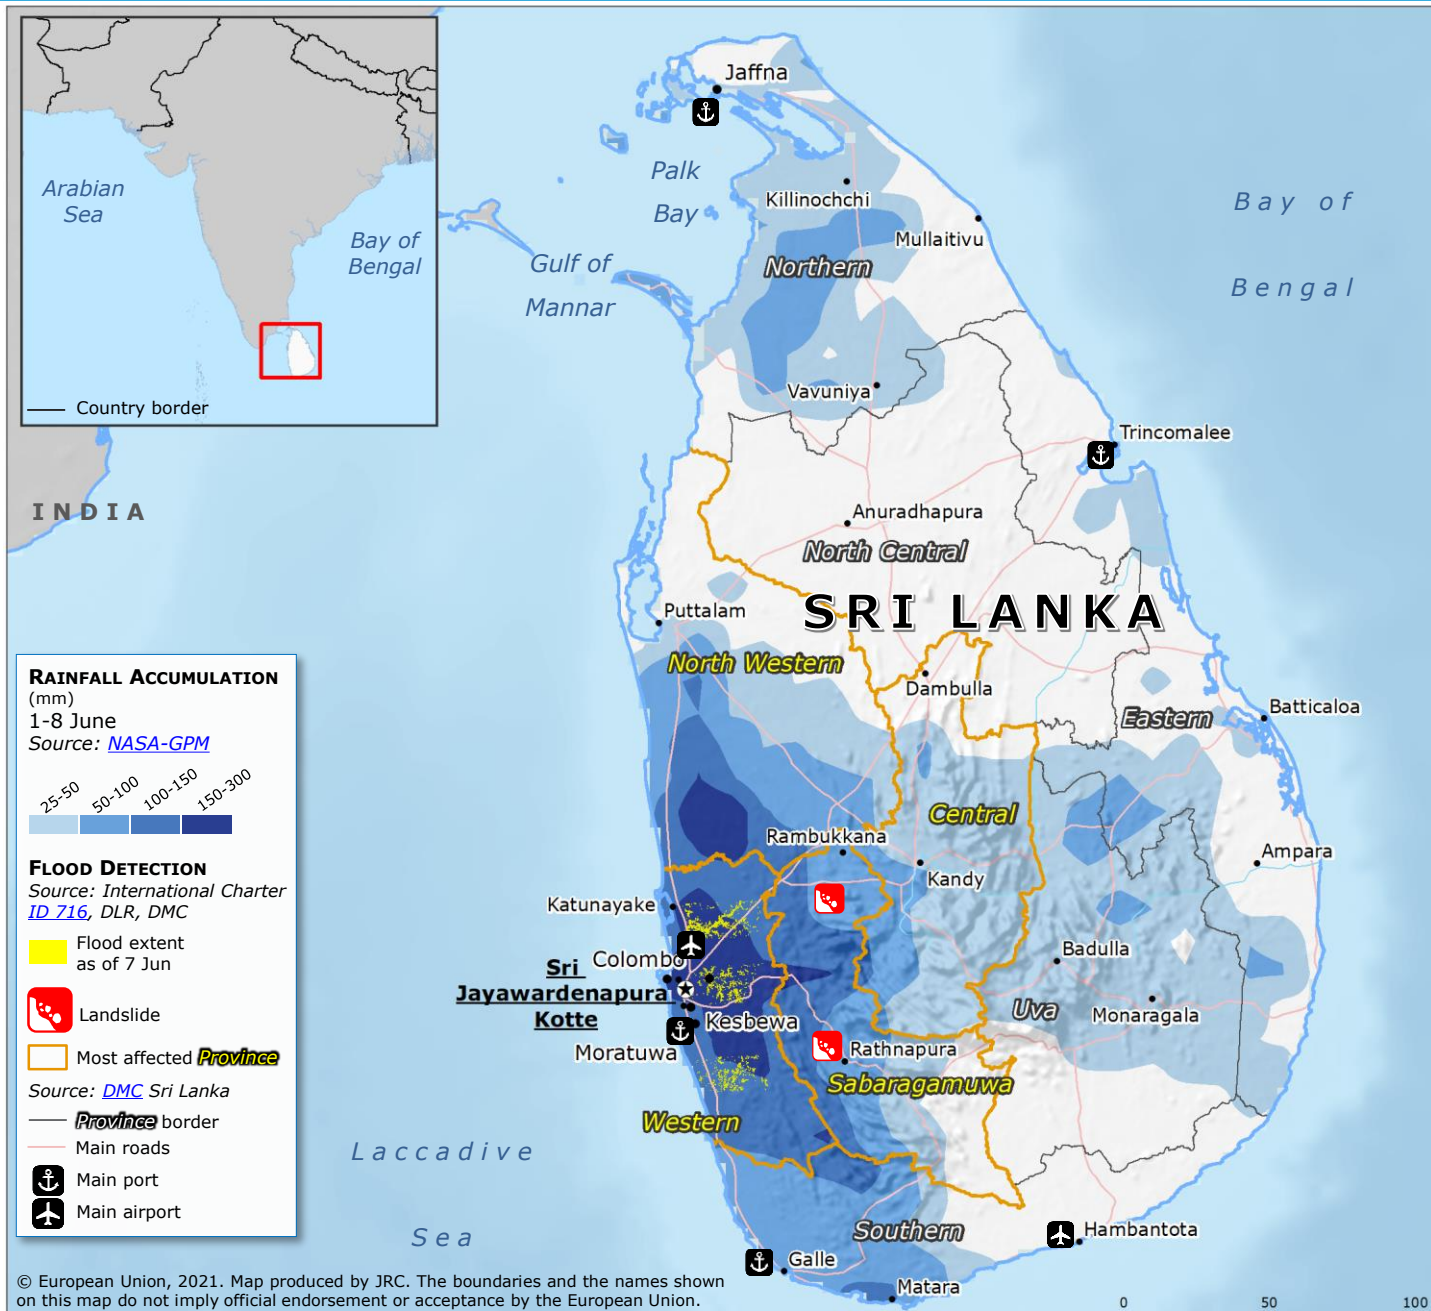 Arabian
Sea
Bay of
Bengal
Country border
INDIA
Jaffna
Palk
Bay
Killinochchi
Mullaitivu
Northern
Gulf of
Mannar
Bay of
Bengal
Vavuniya
Trincomalee
Anuradhapura
North Central
SRI LANKA
Puttalam
North Western
Dambulla
Eastern
Batticaloa
Central
Rambukkana
Kandy
Ampara
Katunayake
Colombo
Sri
Jayawardenapura
Kotte
Kesbewa
Moratuwa
Badulla
Uva
Monaragala
Rathnapura
Sabaragamuwa
Western
Laccadive
Sea
Southern
Hambantota
Galle
Matara
RAINFALL ACCUMULATION
(mm)
1-8 June
Source: NASA-GPM
25-50 50-100 100-150 150-300
FLOOD DETECTION
Source: International Charter
ID 716, DLR, DMC
Flood extent
as of 7 Jun
Landslide
Most affected Province
Source: DMC Sri Lanka
Province border
Main roads
Main port
Main airport
© European Union, 2021. Map produced by JRC. The boundaries and the names shown
on this map do not imply official endorsement or acceptance by the European Union.
0 50 100